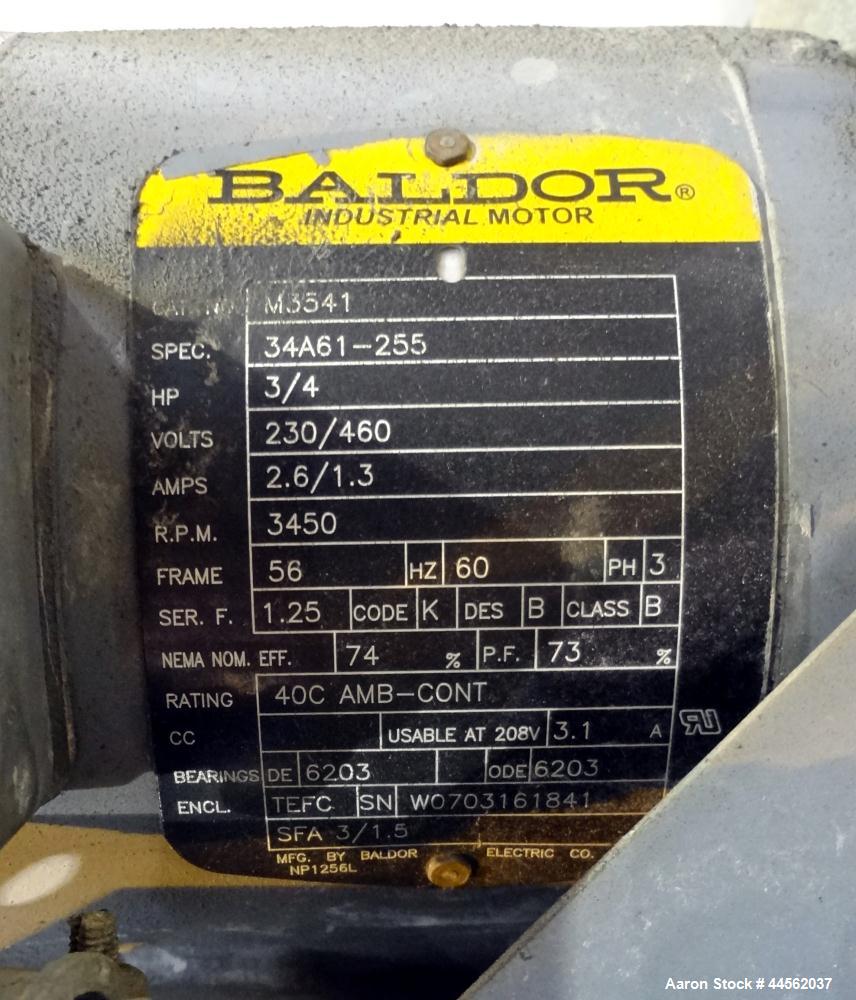 BALDOR®
INDUSTRIAL MOTOR
CAT. NO. M3541
SPEC. 34A61-255
HP 3/4
VOLTS 230/460
AMPS 2.6/1.3
R.P.M. 3450
FRAME 56 HZ 60 PH 3
SER. F. 1.25 CODE K DES B CLASS B
NEMA NOM. EFF. 74 % P.F. 73 %
RATING 40C AMB-CONT
CC USABLE AT 208V 3.1 A
BEARINGS DE 6203 ODE 6203
ENCL. TEFC SN W0703161841
SFA 3/1.5
MFG. BY BALDOR ELECTRIC CO.
NP1256L
Aaron Stock # 44562037